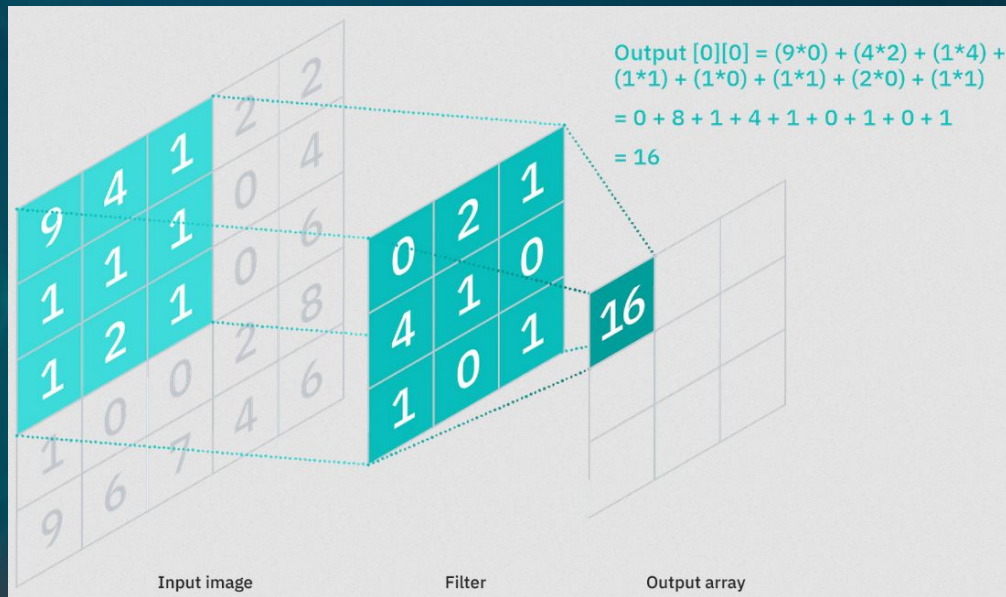 Output [0][0] = (9*0) + (4*2) + (1*4) +
(1*1) + (1*0) + (1*1) + (2*0) + (1*1)
= 0 + 8 + 1 + 4 + 1 + 0 + 1 + 0 + 1
= 16
9 4 1 2 2
1 1 1 0 4
1 2 1 0 6
1 0 0 2 8
9 6 7 4 6
0 2 1
4 1 0
1 0 1
16
Input image
Filter
Output array